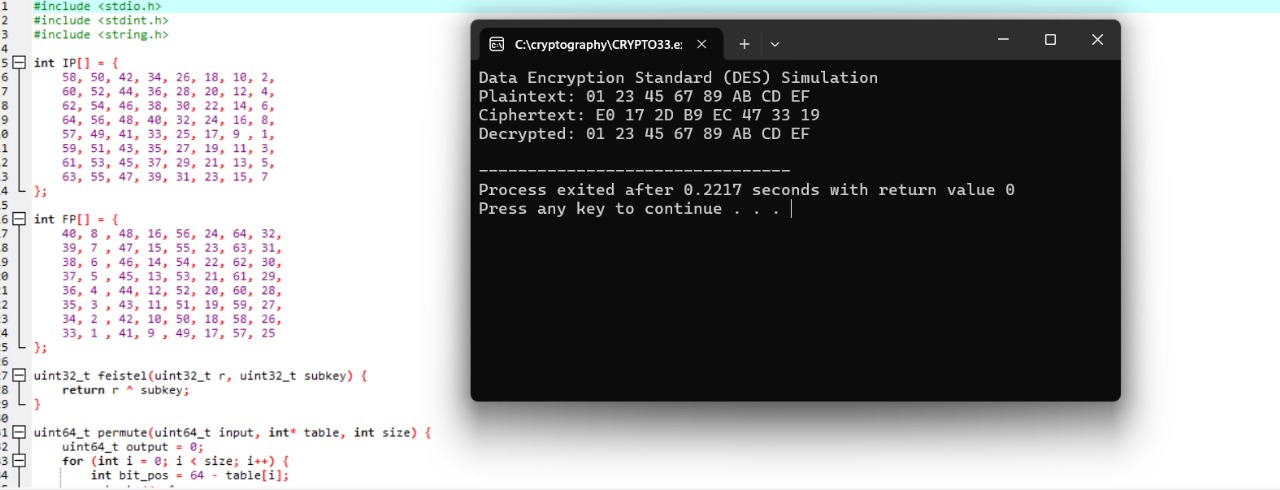 1 #include <stdio.h>
2 #include <stdint.h>
3 #include <string.h>
4
5 int IP[] = {
6 58, 50, 42, 34, 26, 18, 10, 2,
7 60, 52, 44, 36, 28, 20, 12, 4,
8 62, 54, 46, 38, 30, 22, 14, 6,
9 64, 56, 48, 40, 32, 24, 16, 8,
0 57, 49, 41, 33, 25, 17, 9 , 1,
1 59, 51, 43, 35, 27, 19, 11, 3,
2 61, 53, 45, 37, 29, 21, 13, 5,
3 63, 55, 47, 39, 31, 23, 15, 7
4 };
5
6 int FP[] = {
7 40, 8 , 48, 16, 56, 24, 64, 32,
8 39, 7 , 47, 15, 55, 23, 63, 31,
9 38, 6 , 46, 14, 54, 22, 62, 30,
0 37, 5 , 45, 13, 53, 21, 61, 29,
1 36, 4 , 44, 12, 52, 20, 60, 28,
2 35, 3 , 43, 11, 51, 19, 59, 27,
3 34, 2 , 42, 10, 50, 18, 58, 26,
4 33, 1 , 41, 9 , 49, 17, 57, 25
5 };
6
7 uint32_t feistel(uint32_t r, uint32_t subkey) {
8 return r ^ subkey;
9 }
0
1 uint64_t permute(uint64_t input, int* table, int size) {
2 uint64_t output = 0;
3 for (int i = 0; i < size; i++) {
4 int bit_pos = 64 - table[i];
C:\cryptography\CRYPTO33.e:
Data Encryption Standard (DES) Simulation
Plaintext: 01 23 45 67 89 AB CD EF
Ciphertext: E0 17 2D B9 EC 47 33 19
Decrypted: 01 23 45 67 89 AB CD EF
--------------------------------
Process exited after 0.2217 seconds with return value 0
Press any key to continue . . .